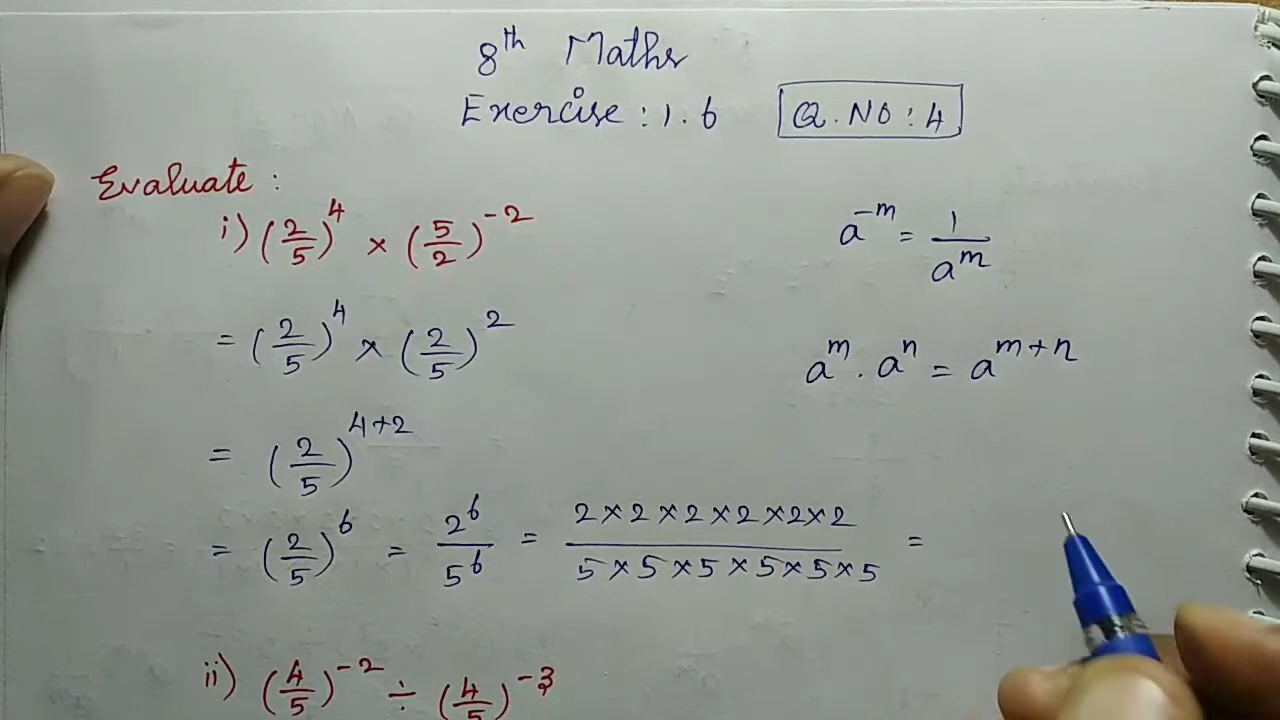 8th Maths
Exercise : 1.6 Q. No : 4
Evaluate :
i) (2/5)^4 × (5/2)^-2
a^-m = 1/a^m
= (2/5)^4 × (2/5)^2
a^m . a^n = a^m+n
= (2/5)^4+2
= (2/5)^6 = 2^6/5^6 = 2×2×2×2×2×2/5×5×5×5×5×5 =
ii) (4/5)^-2 ÷ (4/5)^-3